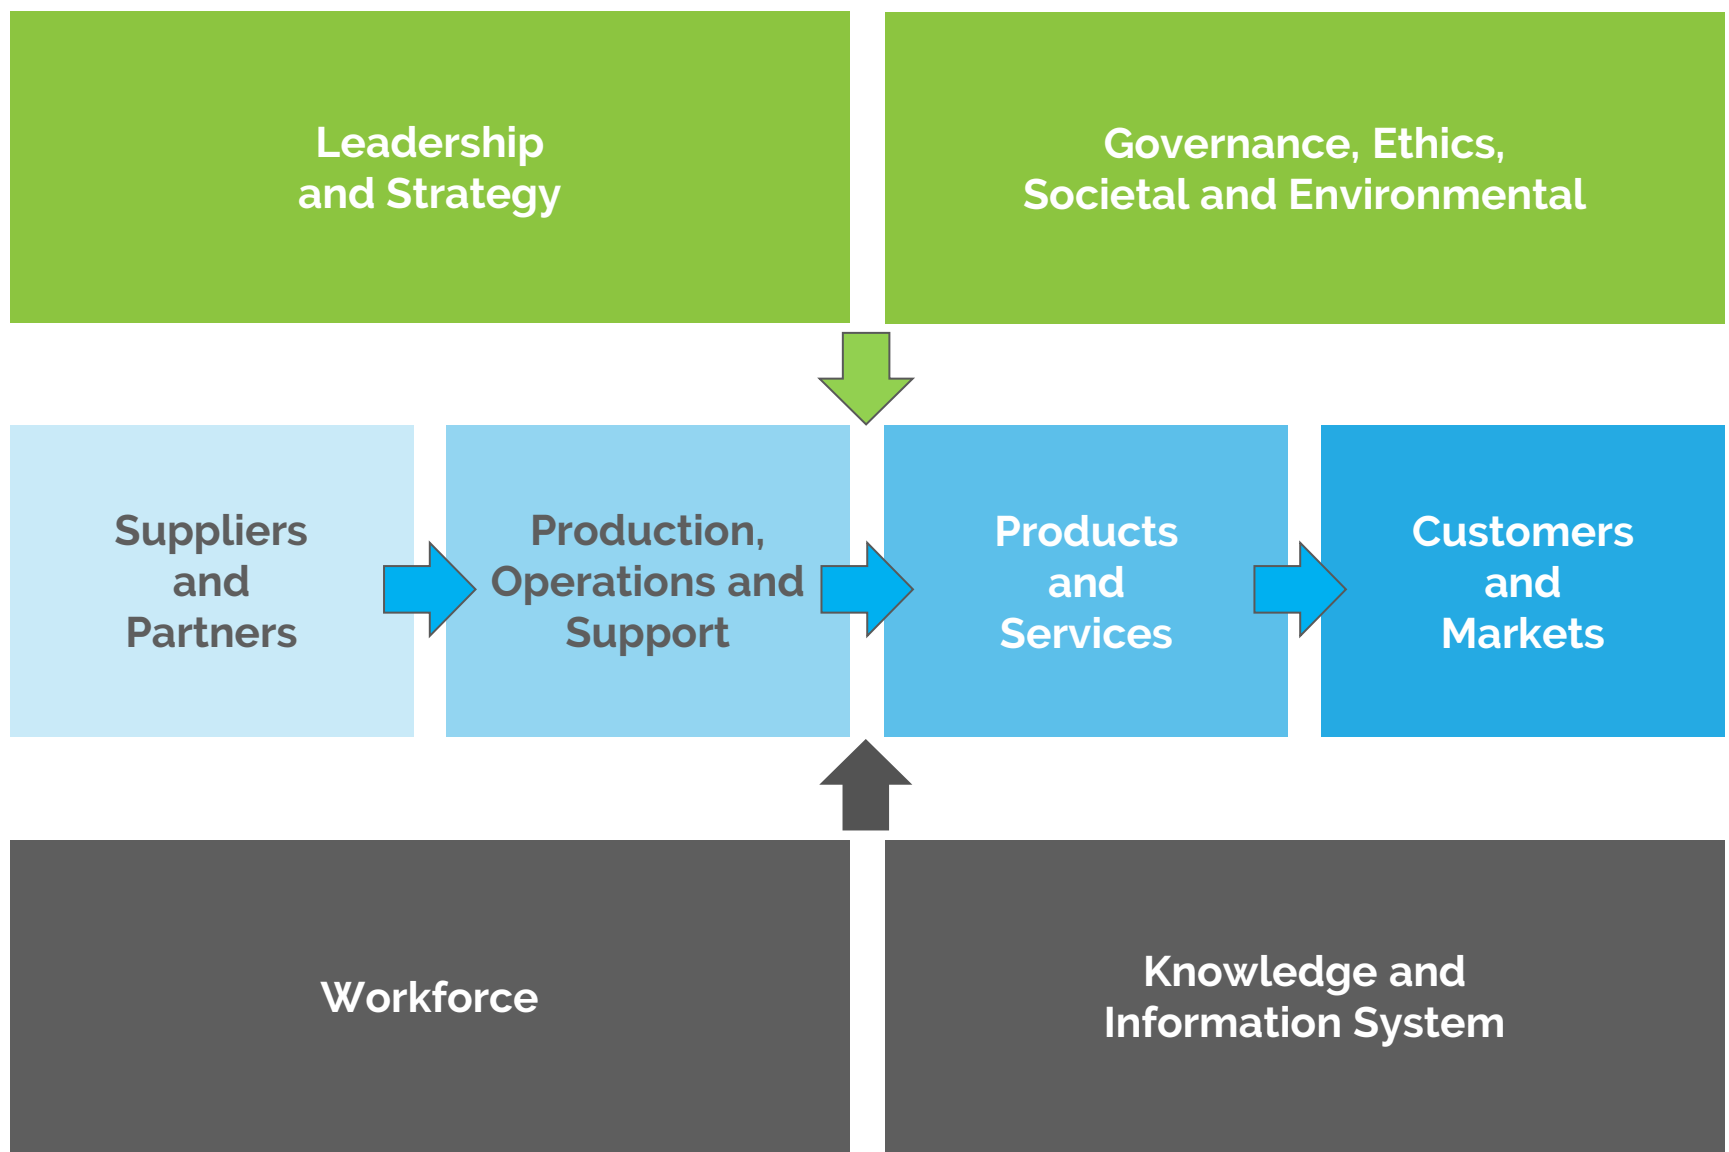 Leadership
and Strategy
Governance, Ethics,
Societal and Environmental
Suppliers
and
Partners
Production,
Operations and
Support
Products
and
Services
Customers
and
Markets
Workforce
Knowledge and
Information System